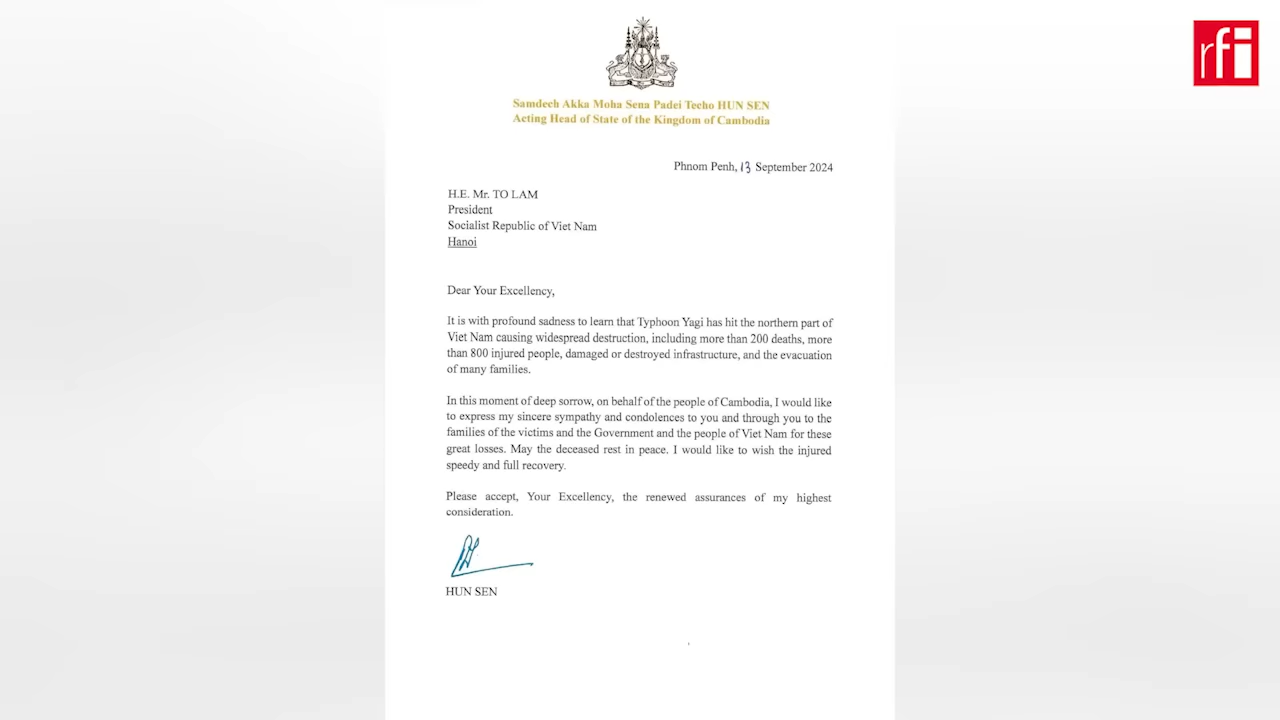 rfi
Samdech Akka Moha Sena Padei Techo HUN SEN
Acting Head of State of the Kingdom of Cambodia
Phnom Penh, 13 September 2024
H.E. Mr. TO LAM
President
Socialist Republic of Viet Nam
Hanoi
Dear Your Excellency,
It is with profound sadness to learn that Typhoon Yagi has hit the northern part of
Viet Nam causing widespread destruction, including more than 200 deaths, more
than 800 injured people, damaged or destroyed infrastructure, and the evacuation
of many families.
In this moment of deep sorrow, on behalf of the people of Cambodia, I would like
to express my sincere sympathy and condolences to you and through you to the
families of the victims and the Government and the people of Viet Nam for these
great losses. May the deceased rest in peace. I would like to wish the injured
speedy and full recovery.
Please accept, Your Excellency, the renewed assurances of my highest
consideration.
HUN SEN